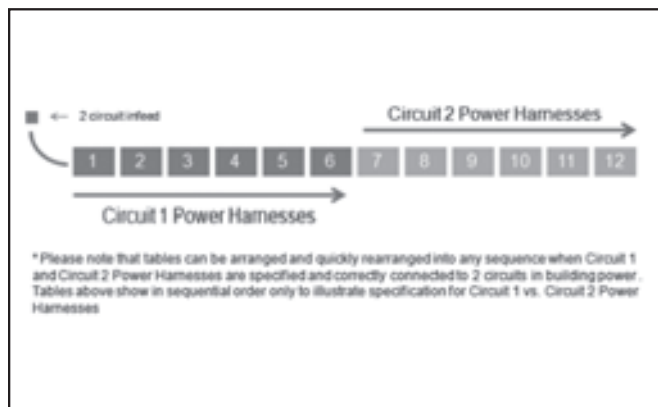 Circuit 2 Power Harnesses
← 2 circuit infeed
1 2 3 4 5 6 7 8 9 10 11 12
Circuit 1 Power Harnesses
* Please note that tables can be arranged and quickly rearranged into any sequence when Circuit 1
and Circuit 2 Power Harnesses are specified and correctly connected to 2 circuits in building power.
Tables above show in sequential order only to illustrate specification for Circuit 1 vs. Circuit 2 Power
Harnesses